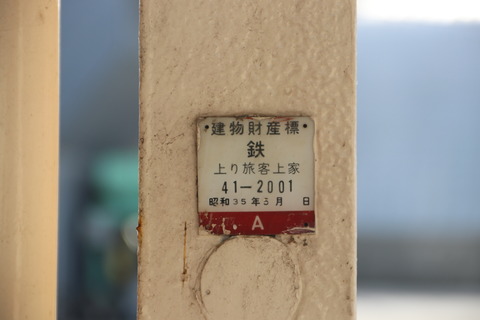 建物財産標
鉄
上り旅客上家
41-2001
昭和35年3月 日
A